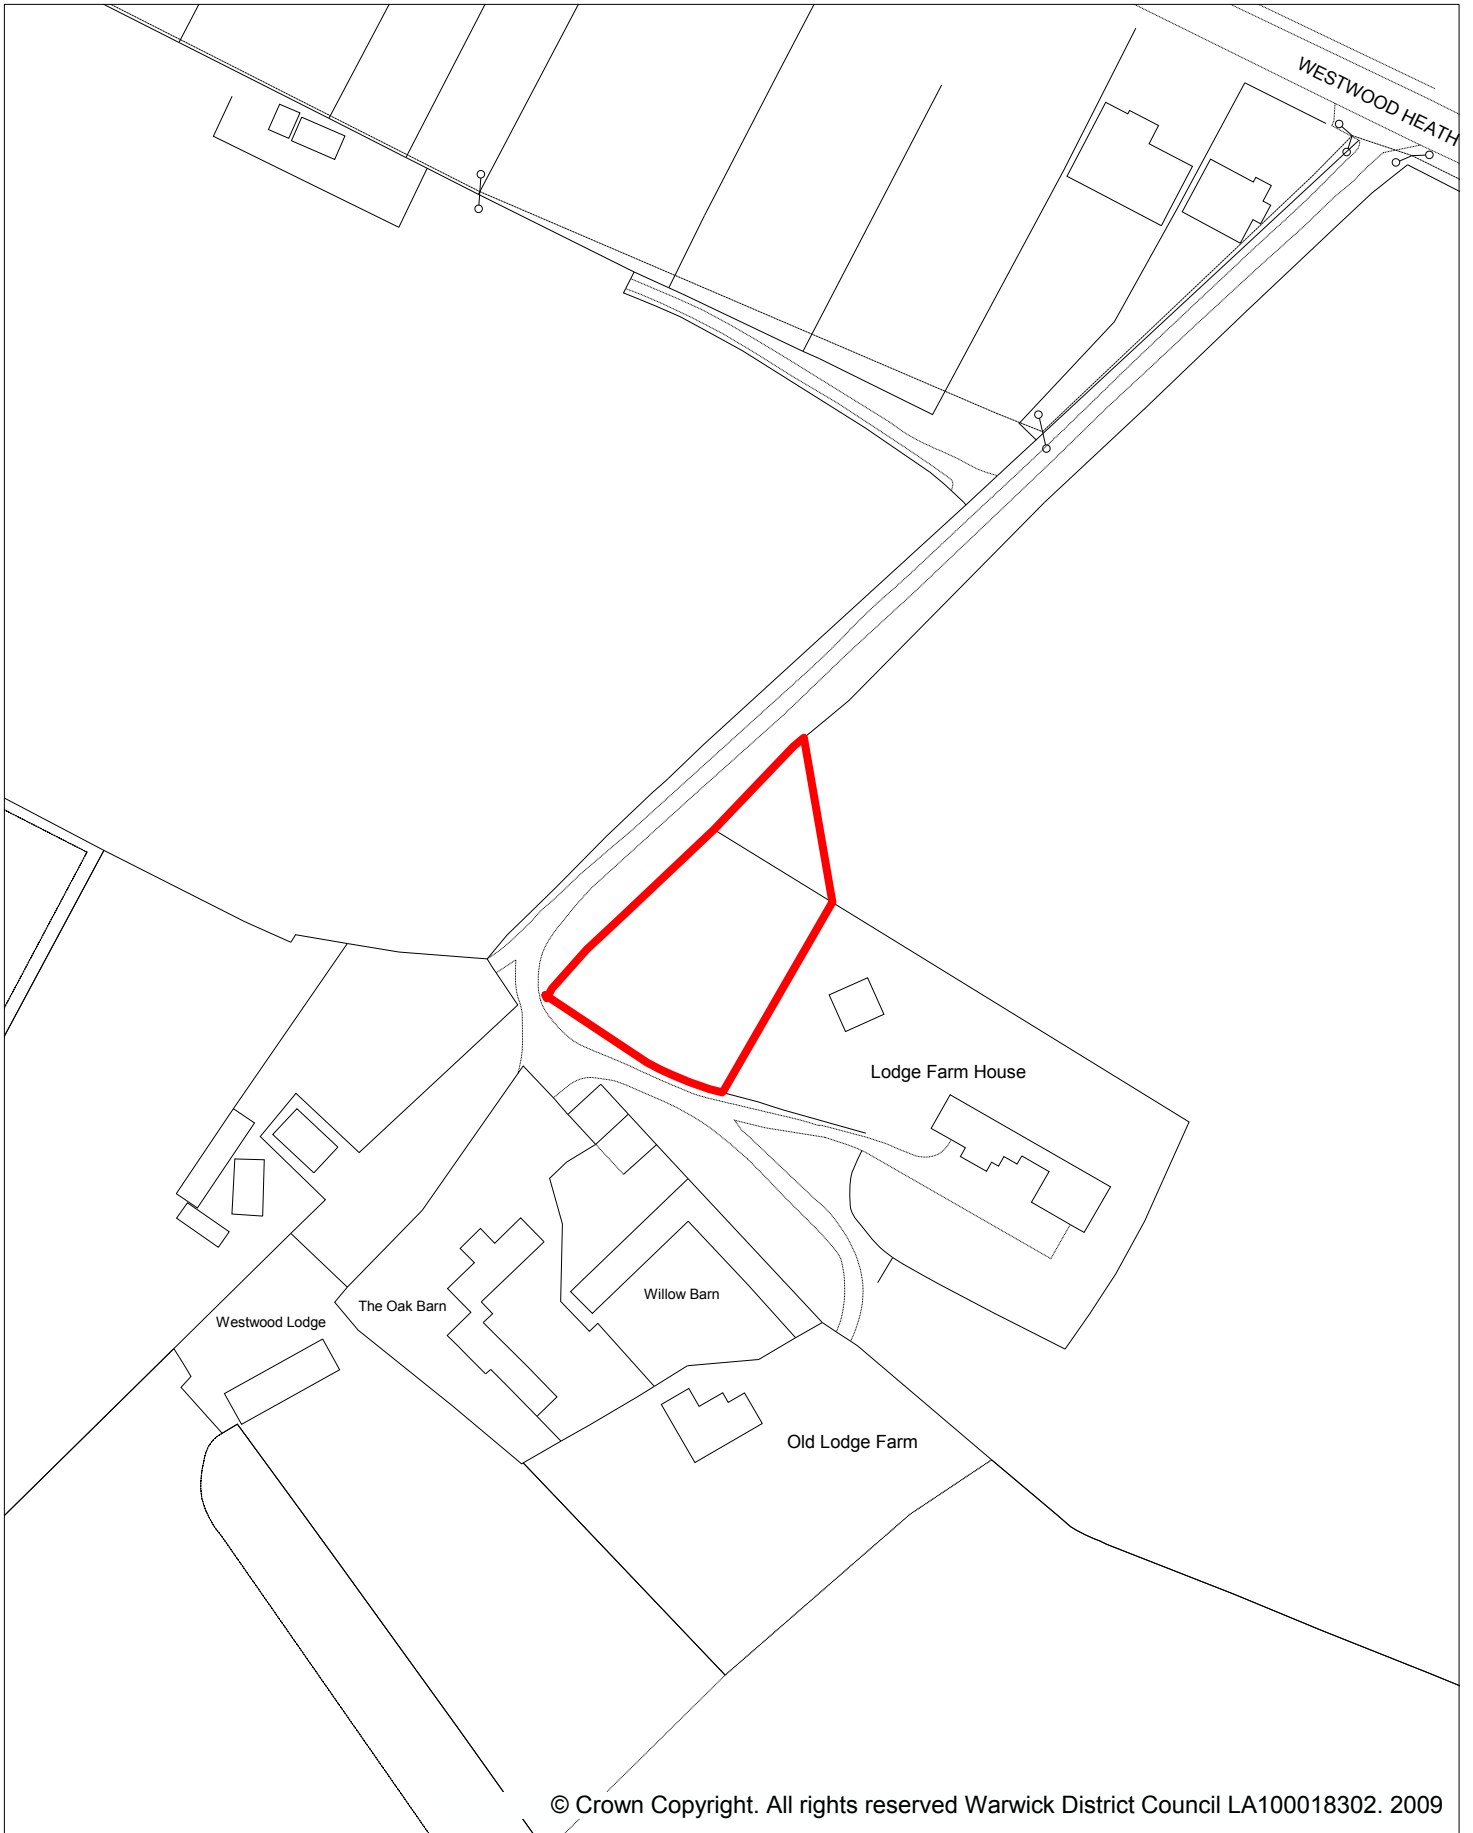 WESTWOOD HEATH
Lodge Farm House
Willow Barn
The Oak Barn
Westwood Lodge
Old Lodge Farm
© Crown Copyright. All rights reserved Warwick District Council LA100018302. 2009